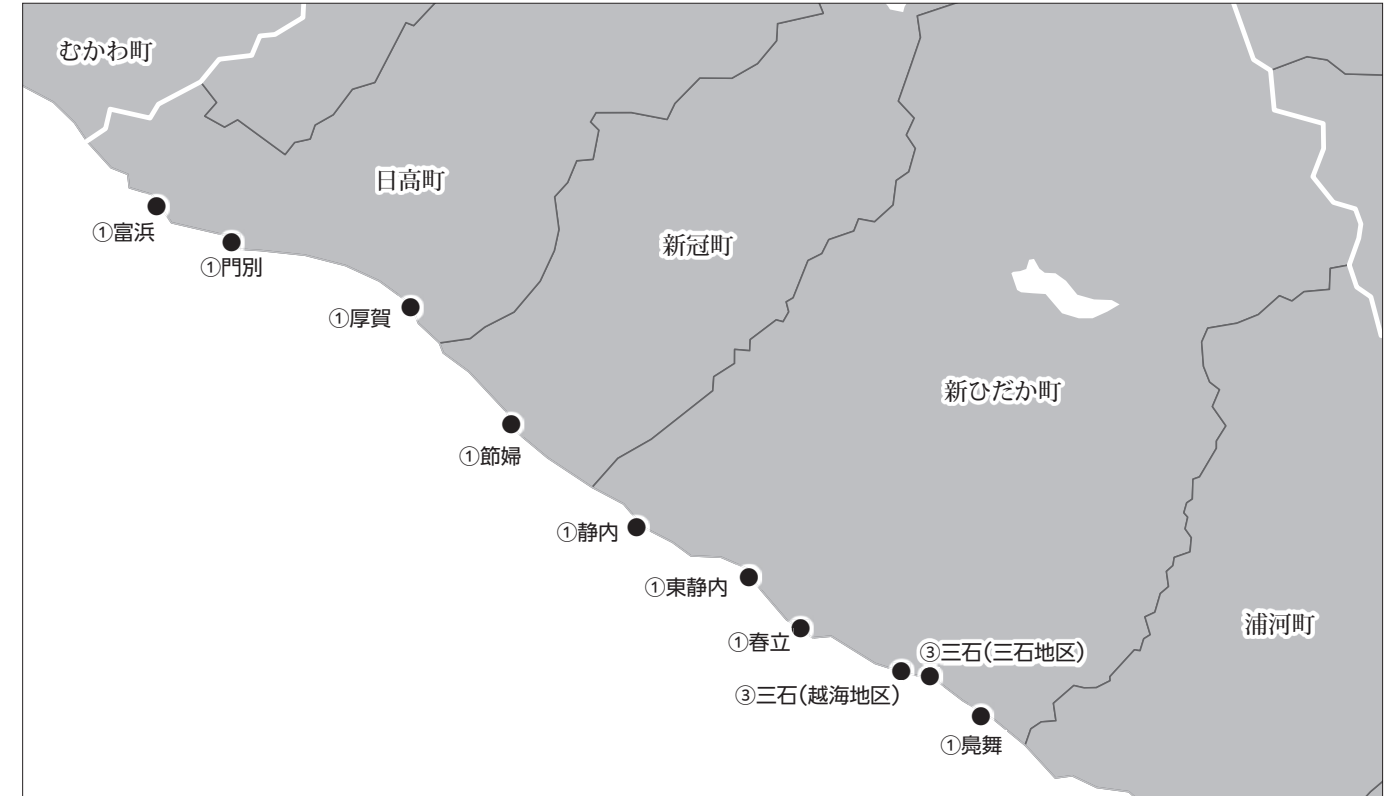 むかわ町
日高町
①富浜
①門別
新冠町
①厚賀
新ひだか町
①節婦
①静内
①東静内
浦河町
①春立
③三石(三石地区)
③三石(越海地区)
①鳧舞